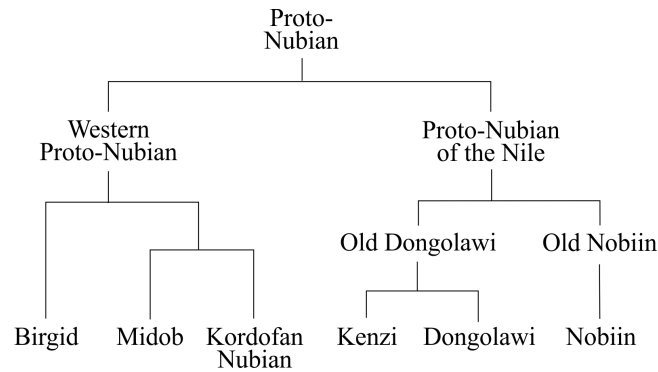 Proto-
Nubian
Western
Proto-Nubian
Proto-Nubian
of the Nile
Old Dongolawi
Old Nobiin
Birgid
Midob
Kordofan
Nubian
Kenzi
Dongolawi
Nobiin